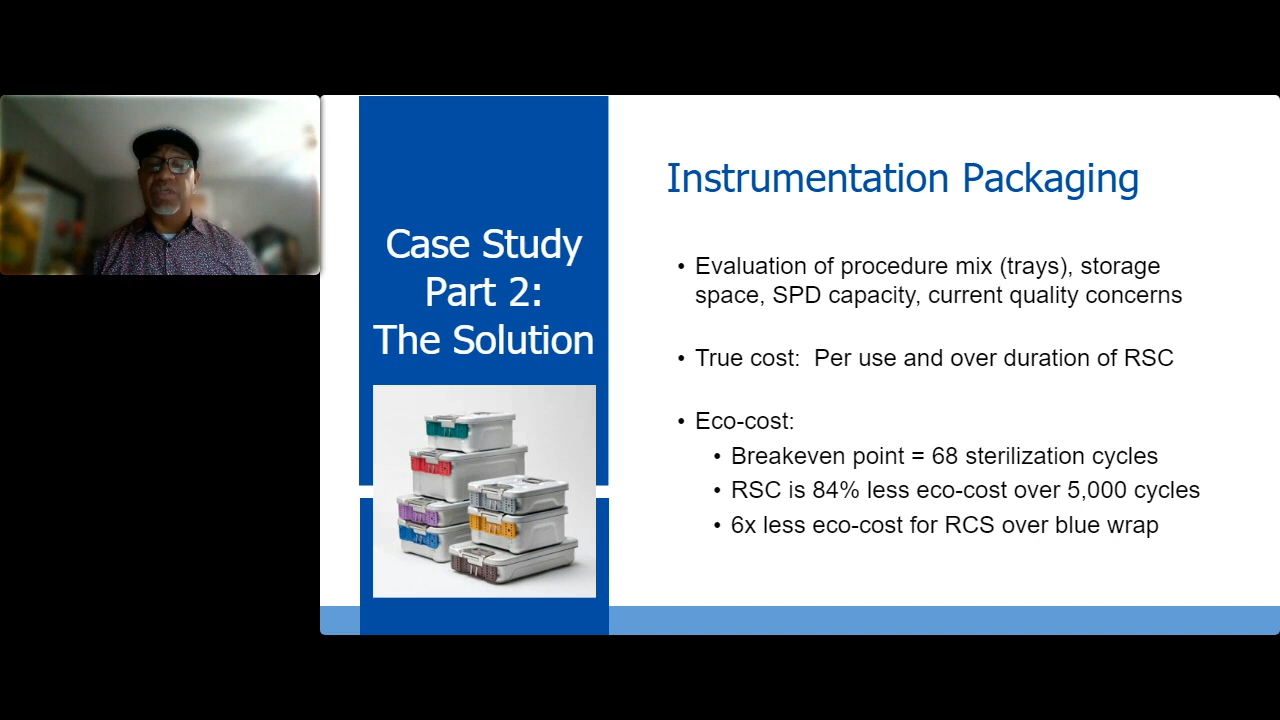 Case Study
Part 2:
The Solution
Instrumentation Packaging
• Evaluation of procedure mix (trays), storage
space, SPD capacity, current quality concerns
• True cost:  Per use and over duration of RSC
• Eco-cost:
• Breakeven point = 68 sterilization cycles
• RSC is 84% less eco-cost over 5,000 cycles
• 6x less eco-cost for RCS over blue wrap